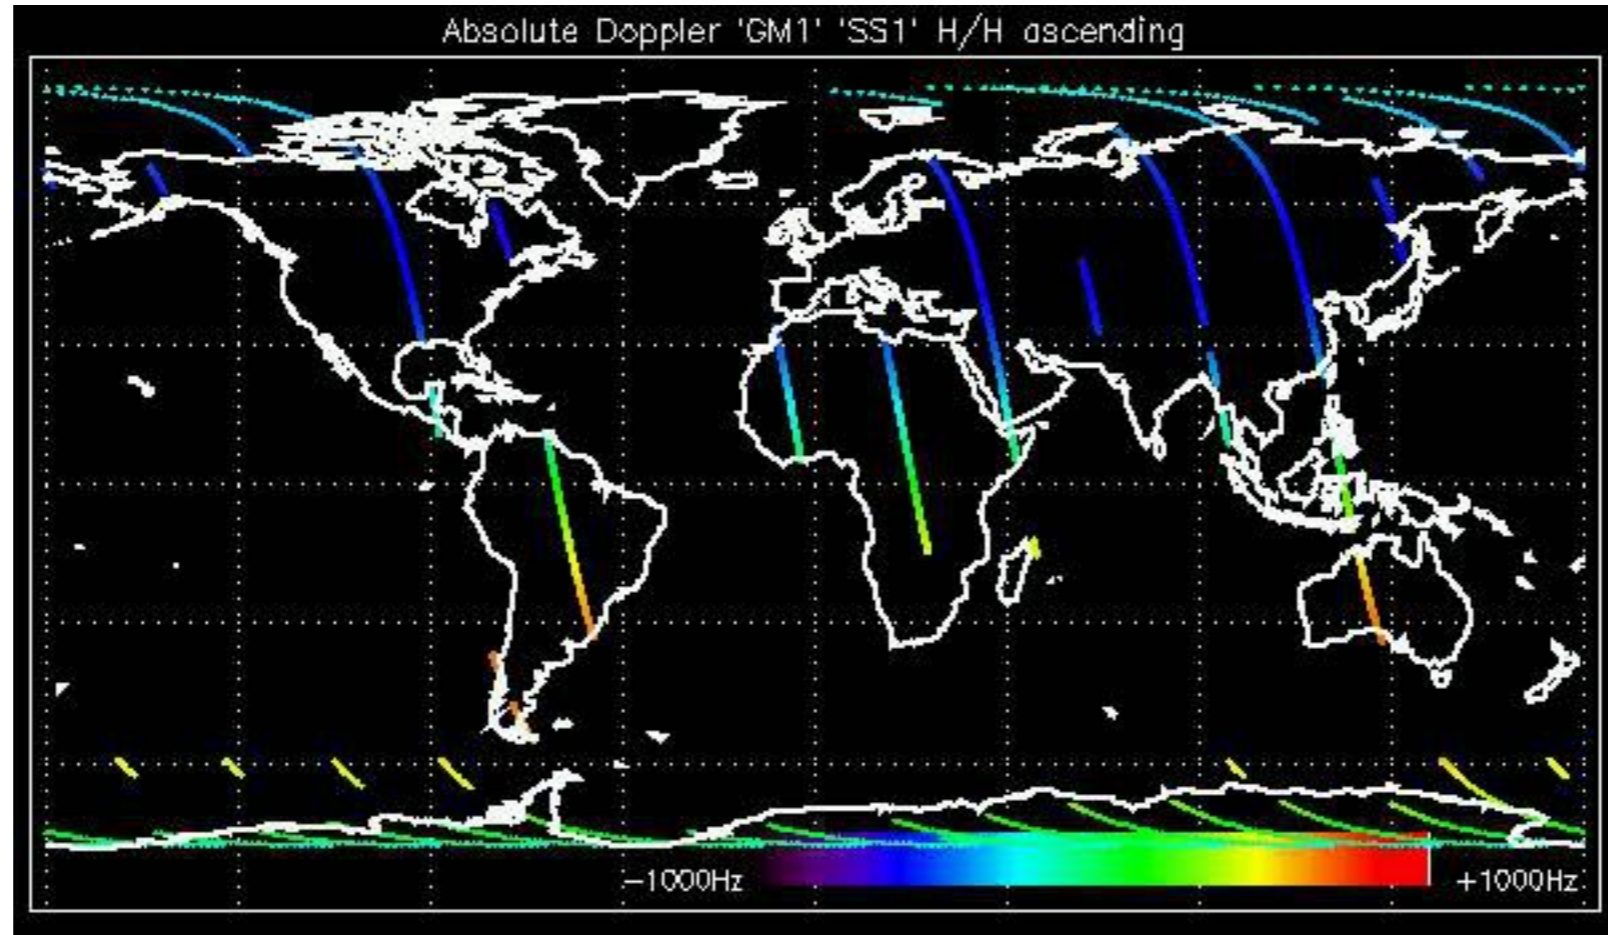 Absolute Doppler 'GM1' 'SS1' H/H ascending
−1000Hz
+1000Hz